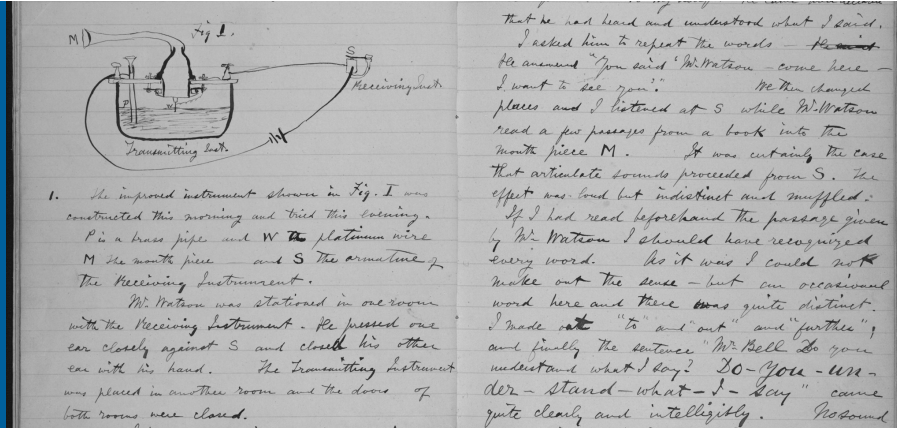 Fig 1.
M
S
Receiving Inst.
P
W
Transmitting Inst.
1. The improved instrument shown in Fig. I was
constructed this morning and tried this evening.
P is a brass pipe and W the platinum wire
M the mouth piece and S the armature of
the Receiving Instrument.
Mr. Watson was stationed in one room
with the Receiving Instrument. He pressed one
ear closely against S and closed his other
ear with his hand. The Transmitting Instrument
was placed in another room and the doors of
both rooms were closed.
that he had heard and understood what I said.
I asked him to repeat the words — He said
He answered "You said "Mr. Watson — come here —
I want to see you"." We then changed
places and I listened at S while Mr. Watson
read a few passages from a book into the
mouth piece M. It was certainly the case
that articulate sounds proceeded from S. The
effect was loud but indistinct and muffled.
If I had read beforehand the passage given
by Mr. Watson I should have recognized
every word. As it was I could not
make out the sense — but an occasional
word here and there was quite distinct.
I made out "to" and "out" and "further";
and finally the sentence "Mr. Bell Do you
understand what I say? Do-you-un-
der-stand-what-I-say" came
quite clearly and intelligibly. No sound